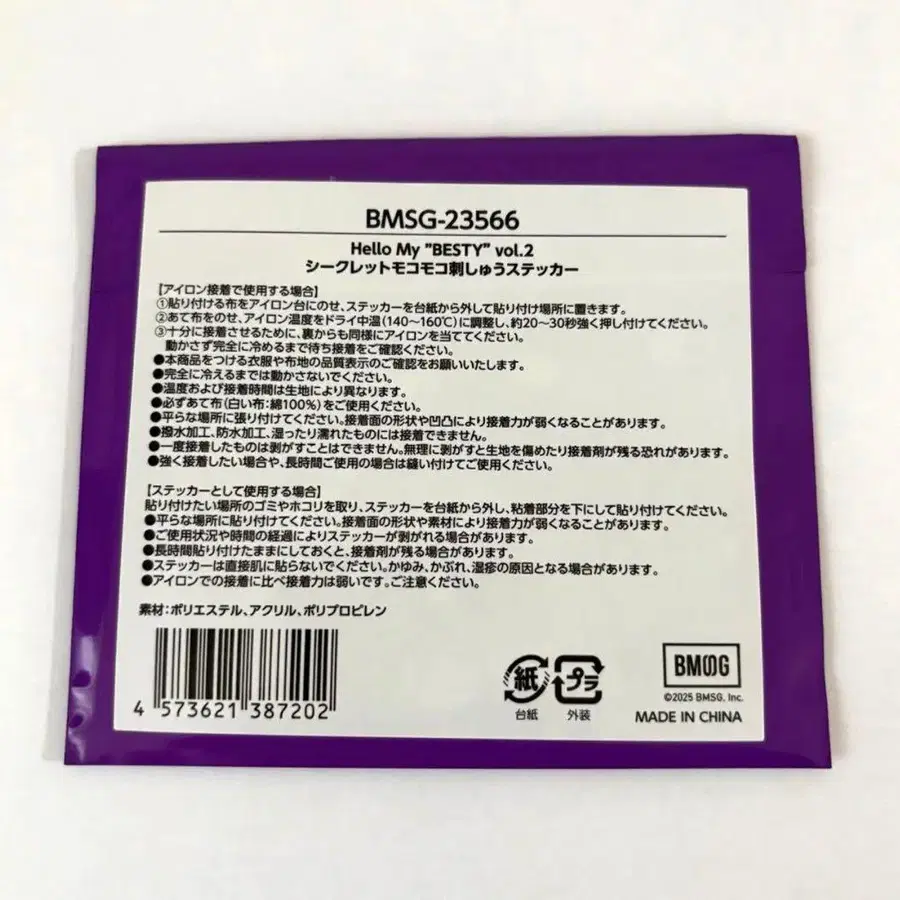 BMSG-23566
Hello My "BESTY" vol.2
シークレットモコモコ刺しゅうステッカー
【アイロン接着で使用する場合】
①貼り付ける布をアイロン台にのせ、ステッカーを台紙から外して貼り付け場所に置きます。
②あて布をのせ、アイロン温度をドライ中温(140〜160℃)に調整し、約20〜30秒強く押し付けてください。
③十分に接着させるために、裏からも同様にアイロンを当ててください。
動かさず完全に冷めるまで待ち接着をご確認ください。
●本商品をつける衣服や布地の品質表示のご確認をお願いいたします。
●完全に冷えるまでは動かさないでください。
●温度および接着時間は生地により異なります。
●必ずあて布(白い布:綿100%)をご使用ください。
●平らな場所に張り付けてください。接着面の形状や凹凸により接着力が弱くなることがあります。
●撥水加工、防水加工、湿ったり濡れたものには接着できません。
●一度接着したものは剥がすことはできません。無理に剥がすと生地を傷めたり接着剤が残る恐れがあります。
●強く接着したい場合や、長時間ご使用の場合は縫い付けてご使用ください。
【ステッカーとして使用する場合】
貼り付けたい場所のゴミやホコリを取り、ステッカーを台紙から外し、粘着部分を下にして貼り付けてください。
●平らな場所に貼り付けてください。接着面の形状や素材により接着力が弱くなることがあります。
●ご使用状況や時間の経過によりステッカーが剥がれる場合があります。
●長時間貼り付けたままにしておくと、接着剤が残る場合があります。
●ステッカーは直接肌に貼らないでください。かゆみ、かぶれ、湿疹の原因となる場合があります。
●アイロンでの接着に比べ接着力は弱いです。ご注意ください。
素材:ポリエステル、アクリル、ポリプロピレン
4 573621 387202
紙 プラ
台紙 外装
BMSG
©2025 BMSG, Inc.
MADE IN CHINA